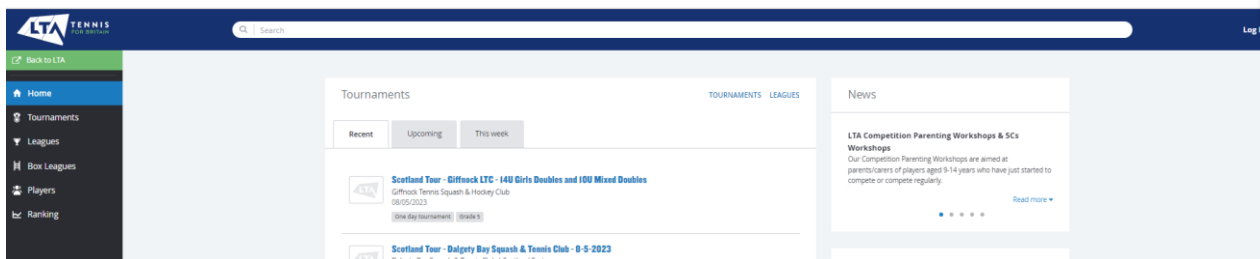 LTA TENNIS
FOR BRITAIN
Search
Log
Back to LTA
Home
Tournaments
Leagues
Box Leagues
Players
Ranking
Tournaments
TOURNAMENTS LEAGUES
Recent
Upcoming
This week
Scotland Tour - Giffnock LTC - 14U Girls Doubles and 10U Mixed Doubles
Giffnock Tennis Squash & Hockey Club
08/05/2023
One day tournament Grade 5
Scotland Tour - Dalgety Bay Squash & Tennis Club - 8-5-2023
News
LTA Competition Parenting Workshops & 5Cs
Workshops
Our Competition Parenting Workshops are aimed at
parents/carers of players aged 9-14 years who have just started to
compete or compete regularly.
Read more